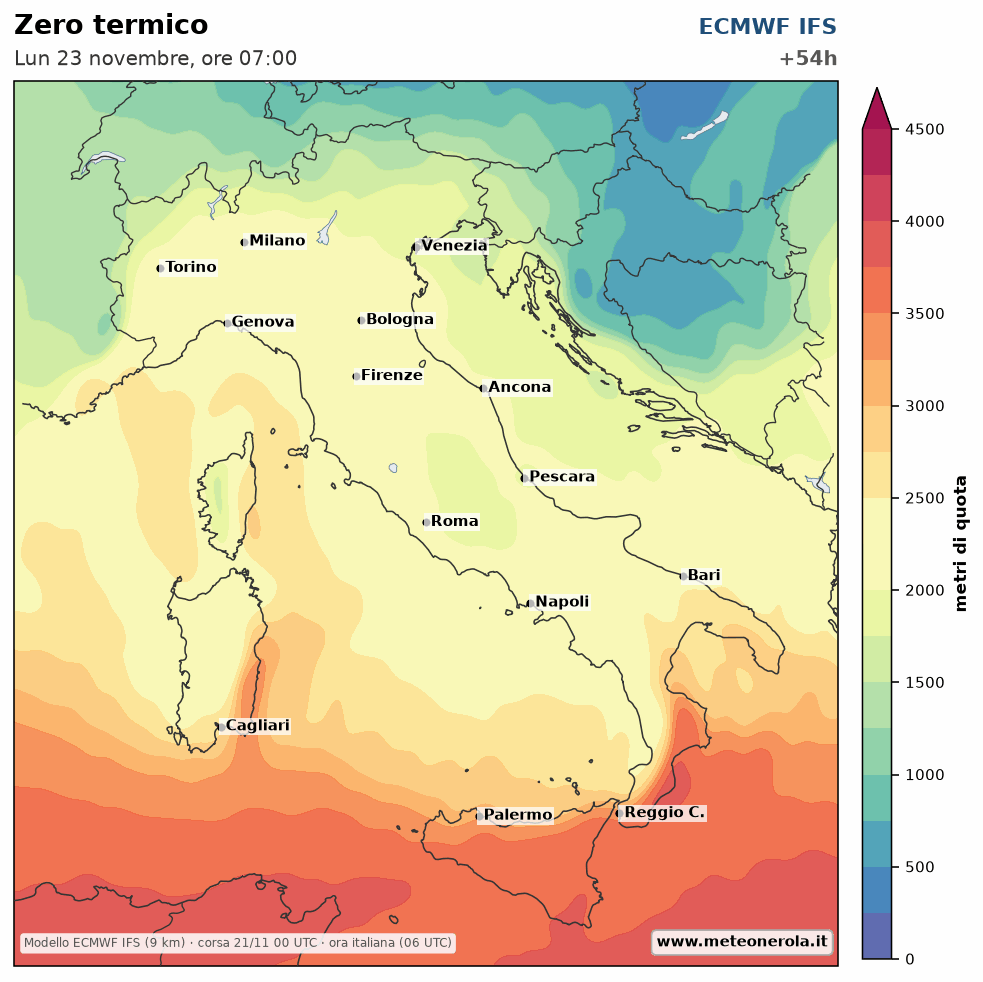 Zero termico
ECMWF IFS
Lun 23 novembre, ore 07:00
+54h
Milano
Venezia
Torino
Genova
Bologna
Firenze
Ancona
Pescara
Roma
Bari
Napoli
Cagliari
Palermo
Reggio C.
4500
4000
3500
3000
2500
2000
1500
1000
500
0
metri di quota
Modello ECMWF IFS (9 km) · corsa 21/11 00 UTC · ora italiana (06 UTC)
www.meteonerola.it